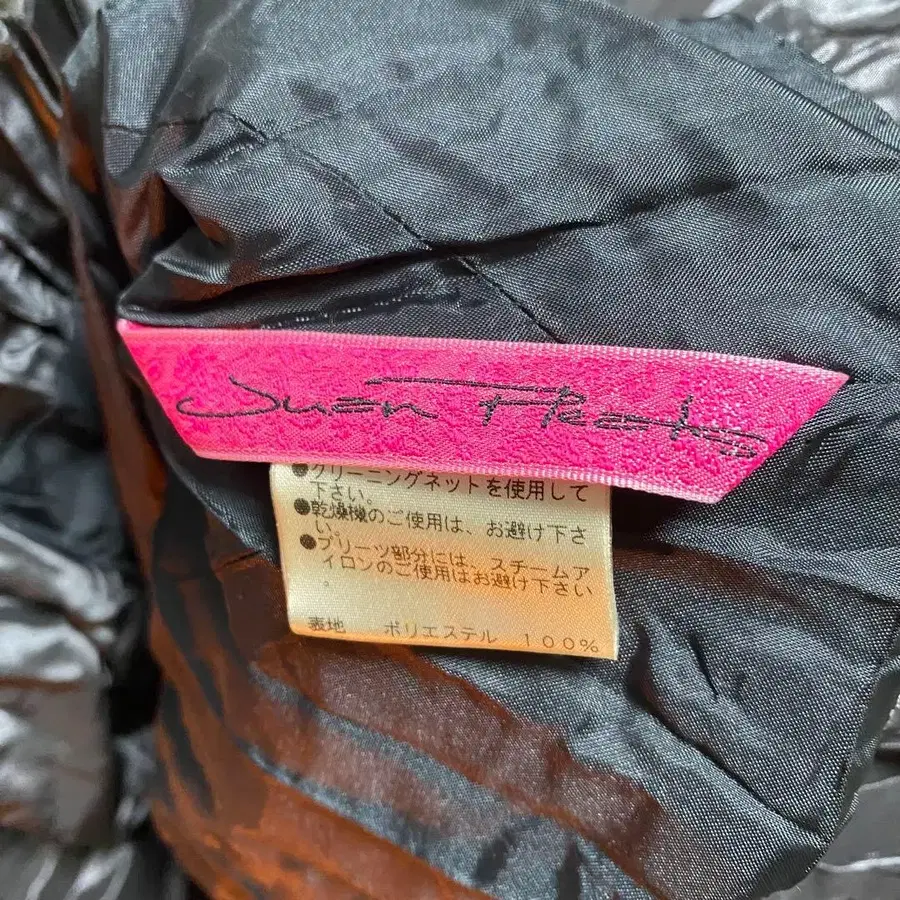 Juan
●クリーニングネットを使用して
下さい。
●乾燥機のご使用は、お避け下さ
い。
●プリーツ部分には、スチームア
イロンのご使用はお避け下さい
。
表地 ポリエステル 100%